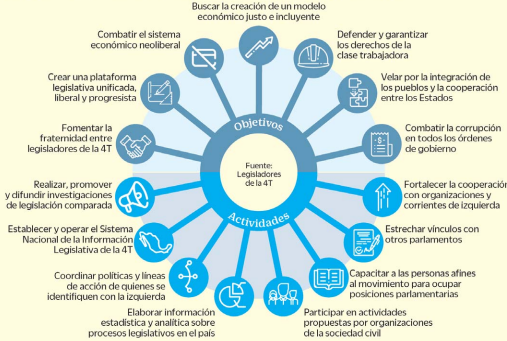 Buscar la creación de un modelo
económico justo e incluyente
Combatir el sistema
económico neoliberal
Defender y garantizar
los derechos de la
clase trabajadora
Crear una plataforma
legislativa unificada,
liberal y progresista
Velar por la integración de
los pueblos y la cooperación
entre los Estados
Fomentar la
fraternidad entre
legisladores de la 4T
Combatir la corrupción
en todos los órdenes
de gobierno
Objetivos
Fuente:
Legisladores
de la 4T
Actividades
Realizar, promover
y difundir investigaciones
de legislación comparada
Fortalecer la cooperación
con organizaciones y
corrientes de izquierda
Establecer y operar el Sistema
Nacional de la Información
Legislativa de la 4T
Estrechar vínculos con
otros parlamentos
Coordinar políticas y líneas
de acción de quienes se
identifiquen con la izquierda
Capacitar a las personas afines
al movimiento para ocupar
posiciones parlamentarias
Elaborar información
estadística y analítica sobre
procesos legislativos en el país
Participar en actividades
propuestas por organizaciones
de la sociedad civil